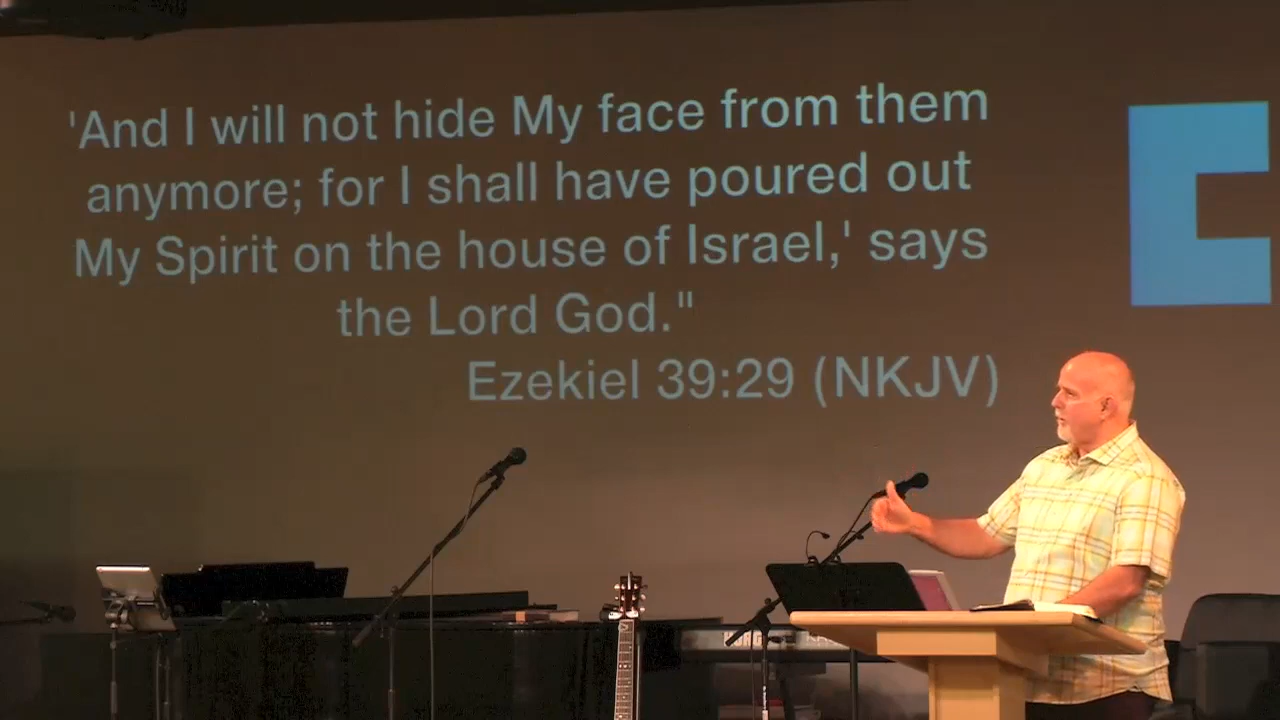 'And I will not hide My face from them
anymore; for I shall have poured out
My Spirit on the house of Israel,' says
the Lord God."
Ezekiel 39:29 (NKJV)